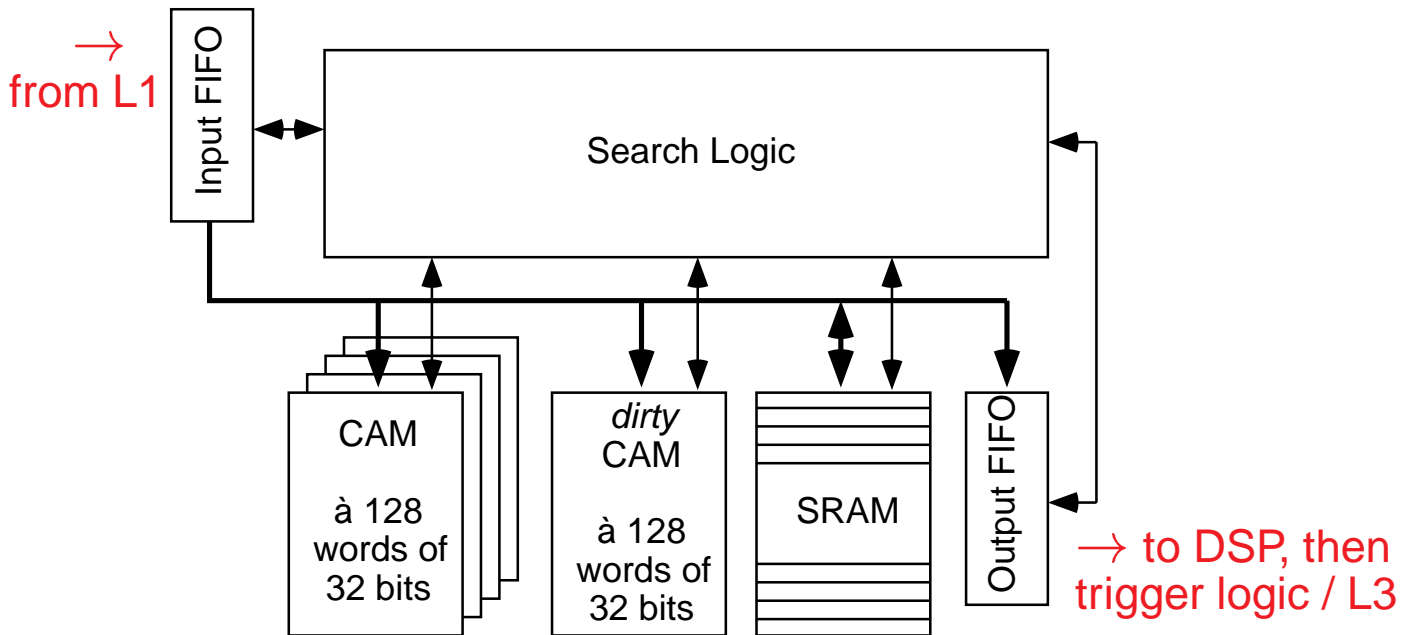 →
from L1
Input FIFO
Search Logic
CAM
à 128
words of
32 bits
dirty
CAM
à 128
words of
32 bits
SRAM
Output FIFO
→ to DSP, then
trigger logic / L3